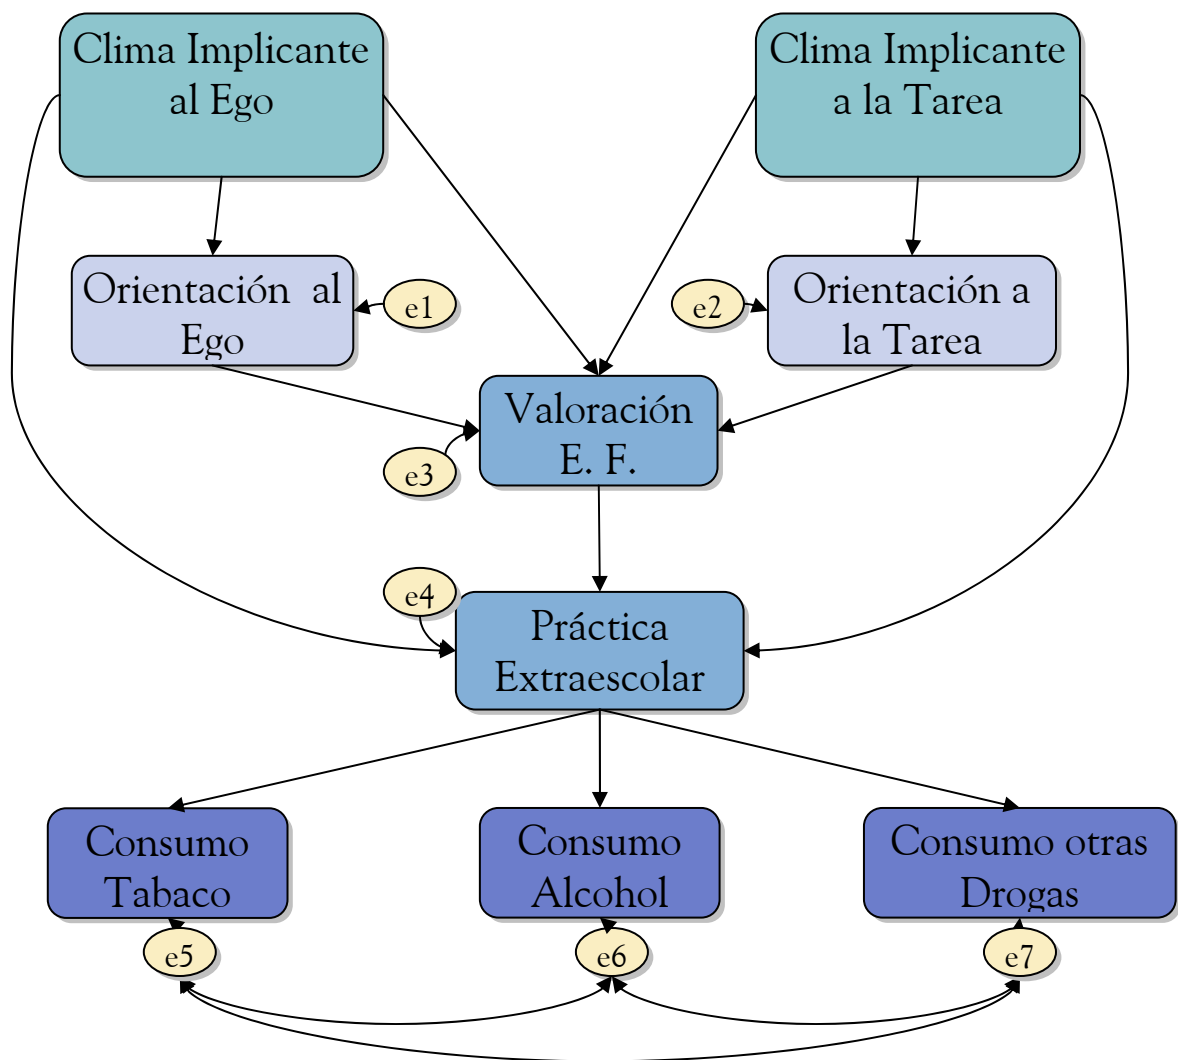 Clima Implicante
al Ego
Clima Implicante
a la Tarea
Orientación al
Ego
e1
e2
Orientación a
la Tarea
Valoración
E. F.
e3
e4
Práctica
Extraescolar
Consumo
Tabaco
Consumo
Alcohol
Consumo otras
Drogas
e5
e6
e7